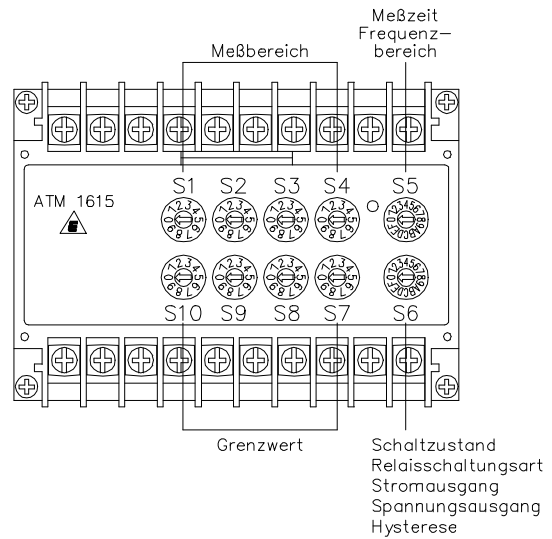 Meßzeit
Frequenz–
bereich
Meßbereich
S1 S2 S3 S4 S5
ATM 1615
S10 S9 S8 S7 S6
Grenzwert
Schaltzustand
Relaisschaltungsart
Stromausgang
Spannungsausgang
Hysterese